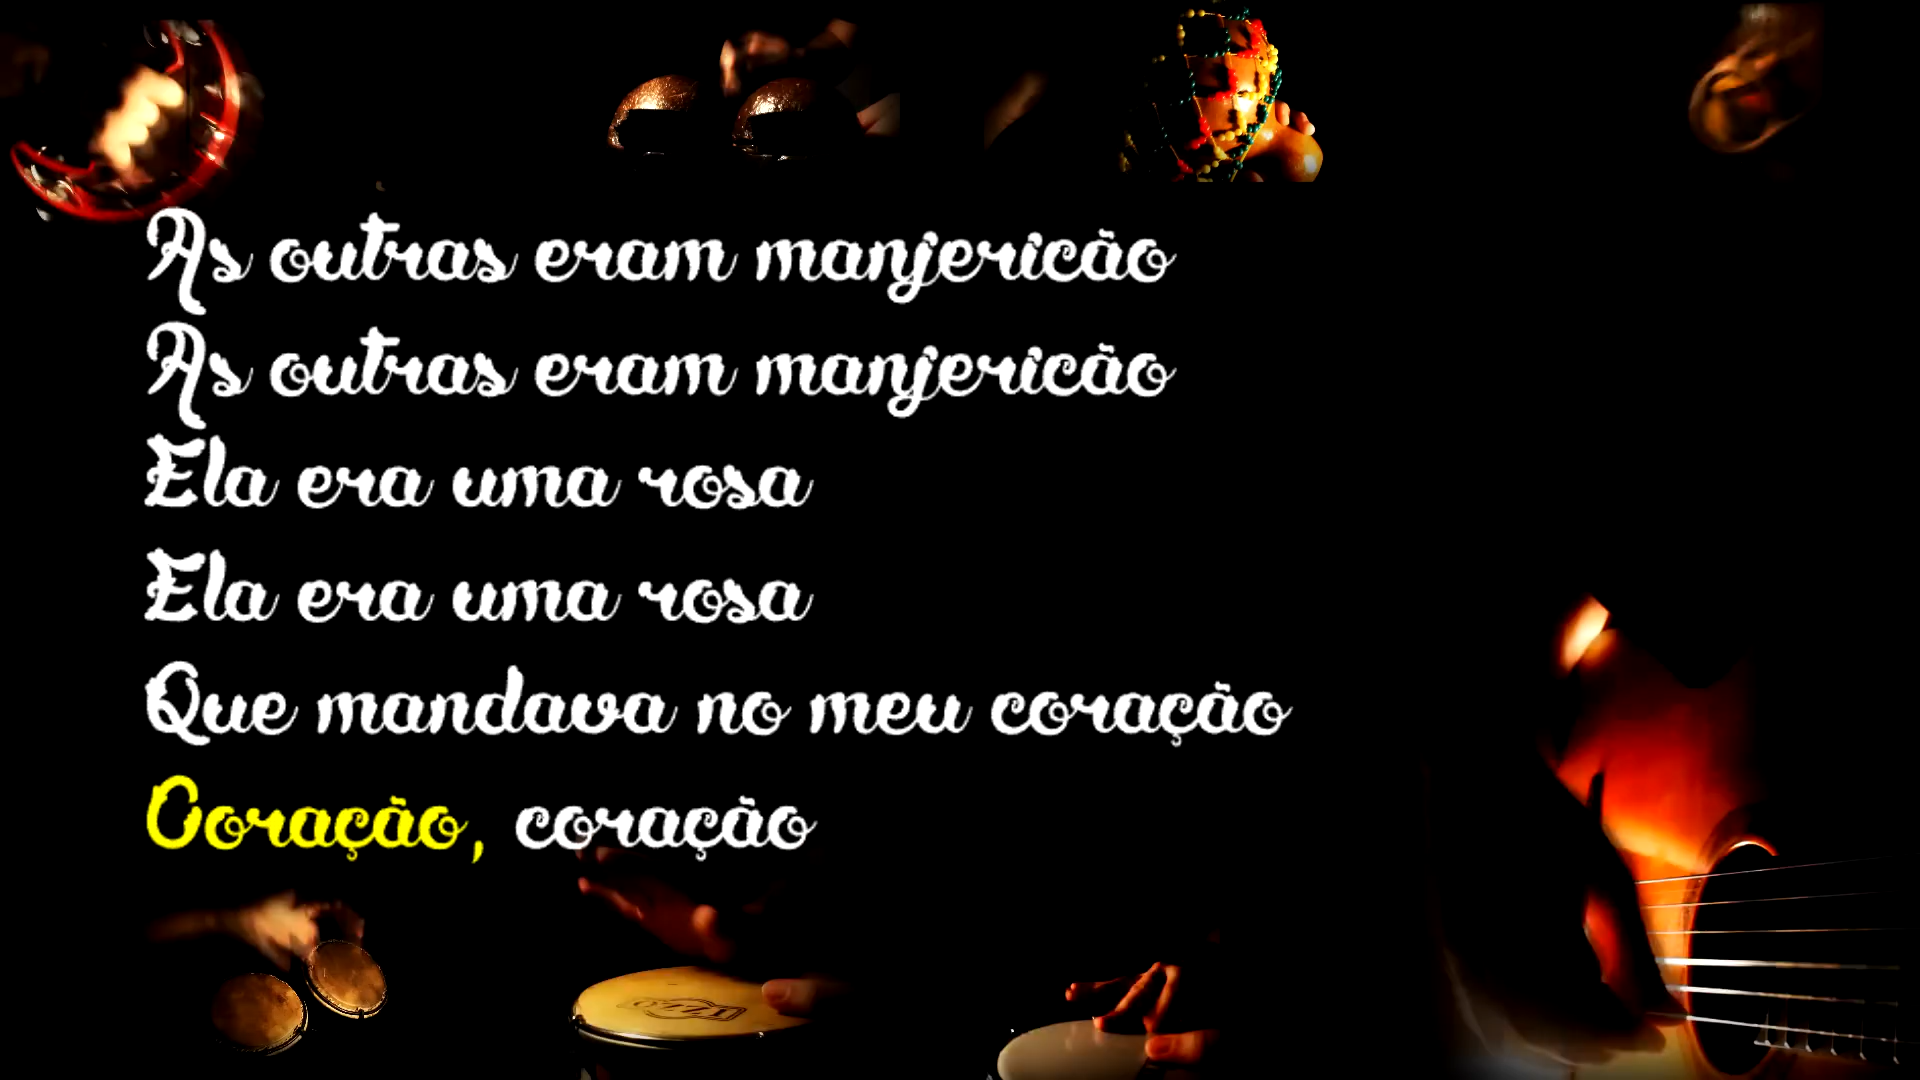 As outras eram manjericão
As outras eram manjericão
Ela era uma rosa
Ela era uma rosa
Que mandava no meu coração
Coração, coração